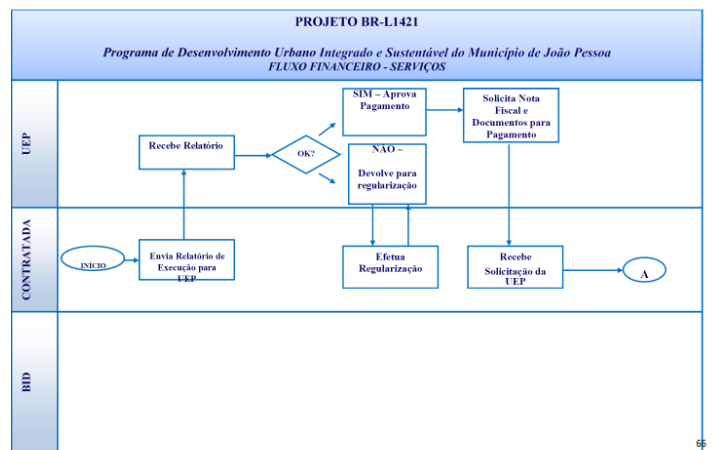 PROJETO BR-L1421
Programa de Desenvolvimento Urbano Integrado e Sustentável do Município de João Pessoa
FLUXO FINANCEIRO - SERVIÇOS
UEP
Recebe Relatório
OK?
SIM – Aprova
Pagamento
NÃO –
Devolve para
regularização
Solicita Nota
Fiscal e
Documentos para
Pagamento
CONTRATADA
INÍCIO
Envia Relatório de
Execução para
UEP
Efetua
Regularização
Recebe
Solicitação da
UEP
A
BID
66